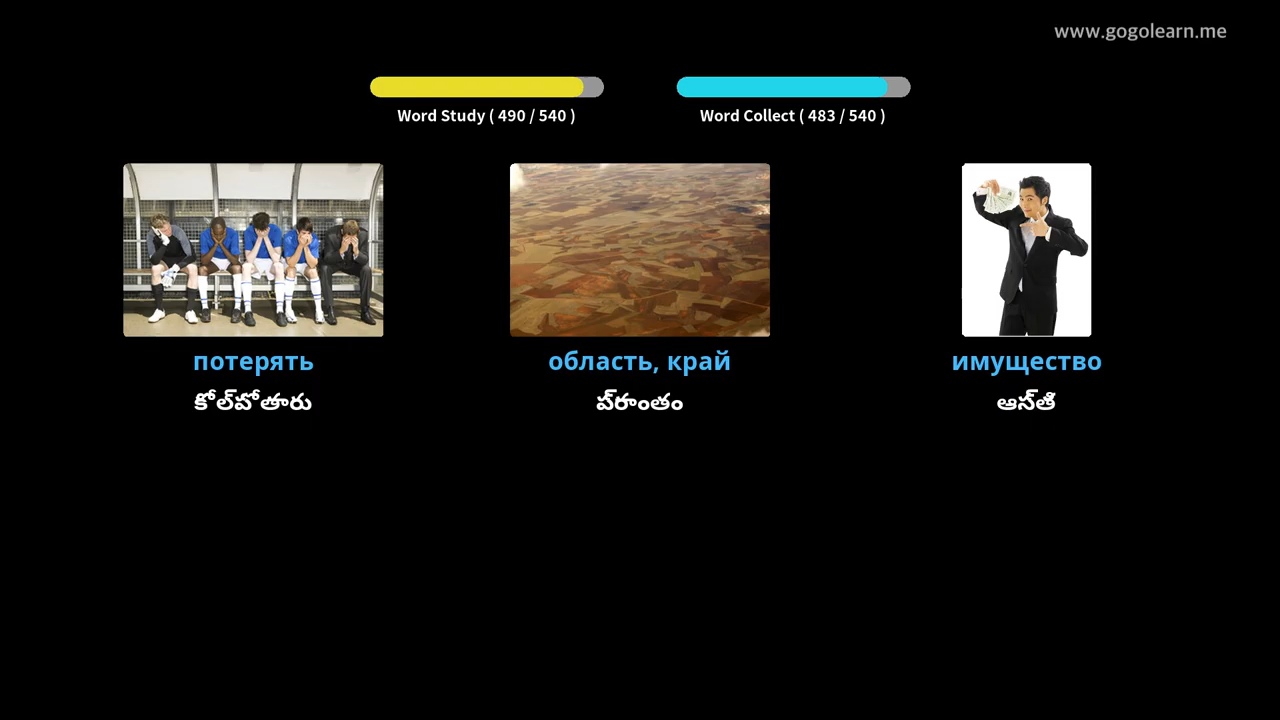 www.gogolearn.me
Word Study ( 490 / 540 )
Word Collect ( 483 / 540 )
потерять
область, край
имущество
కోల్‌పోతారు
ప్‌రాంతం
ఆస్‌తి